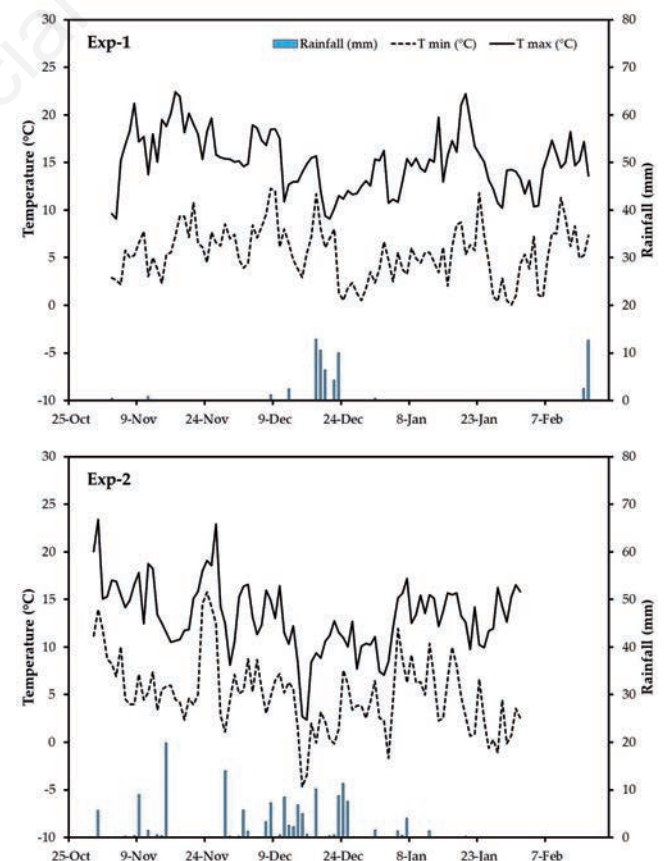 30 80
Exp-1 Rainfall (mm) T min (°C) T max (°C)
25 70
20 60
15 50
10 40
5 30
0 20
-5 10
-10 0
Temperature (°C)
Rainfall (mm)
25-Oct 9-Nov 24-Nov 9-Dec 24-Dec 8-Jan 23-Jan 7-Feb
30 80
Exp-2
25 70
20 60
15 50
10 40
5 30
0 20
-5 10
-10 0
Temperature (°C)
Rainfall (mm)
25-Oct 9-Nov 24-Nov 9-Dec 24-Dec 8-Jan 23-Jan 7-Feb